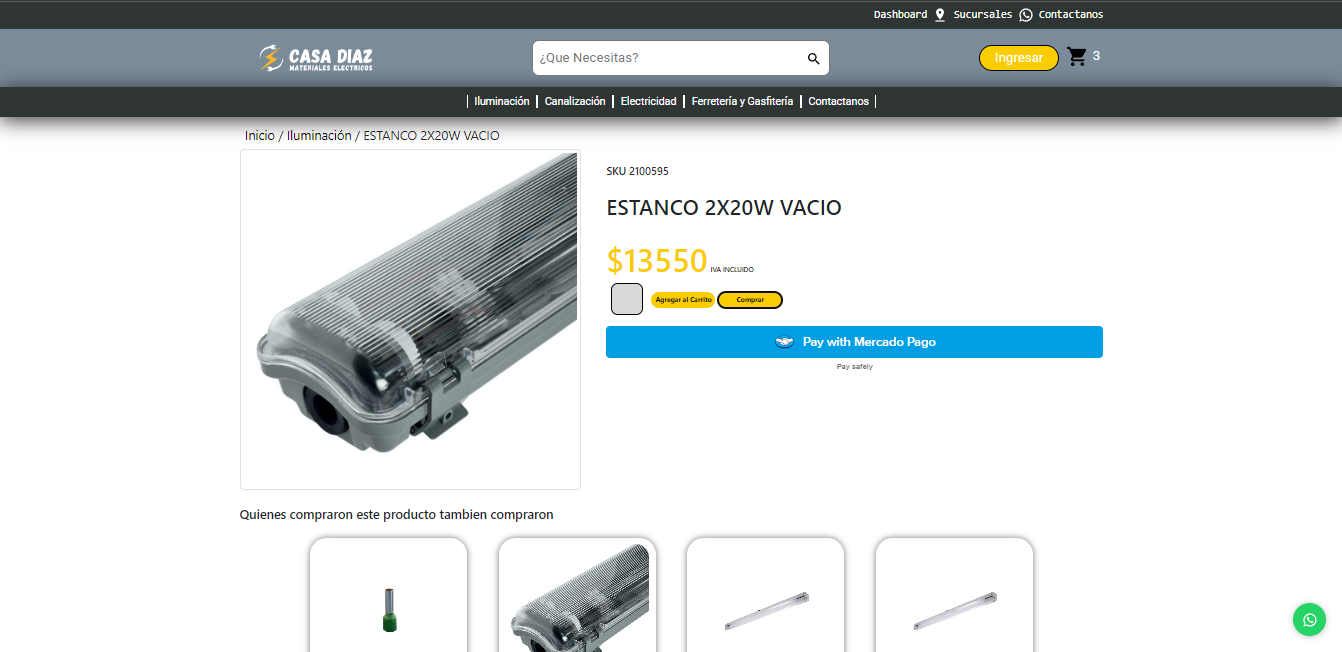 Dashboard Sucursales Contactanos
CASA DIAZ
MATERIALES ELECTRICOS
¿Que Necesitas?
Ingresar
3
Iluminación | Canalización | Electricidad | Ferretería y Gasfitería | Contactanos
Inicio / Iluminación / ESTANCO 2X20W VACIO
SKU 2100595
ESTANCO 2X20W VACIO
$13550 IVA INCLUIDO
Agregar al Carrito
Comprar
Pay with Mercado Pago
Pay safely
Quienes compraron este producto tambien compraron